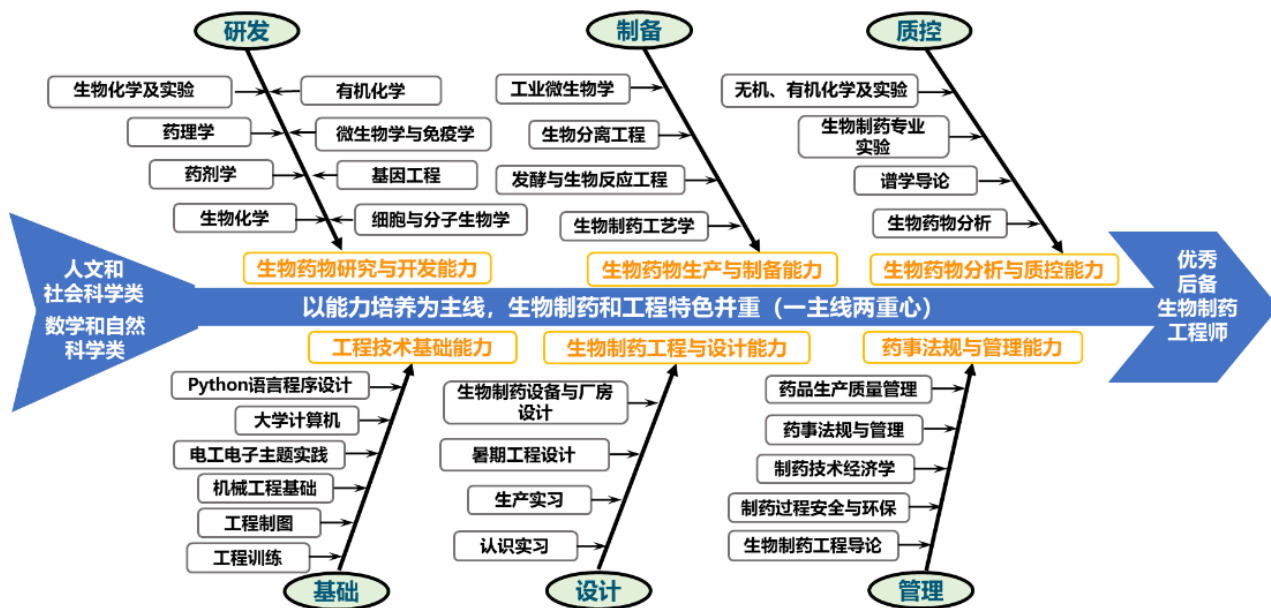 研发
制备
质控
生物化学及实验
有机化学
药理学
微生物学与免疫学
药剂学
基因工程
生物化学
细胞与分子生物学
工业微生物学
生物分离工程
发酵与生物反应工程
生物制药工艺学
无机、有机化学及实验
生物制药专业
实验
谱学导论
生物药物分析
生物药物研究与开发能力
生物药物生产与制备能力
生物药物分析与质控能力
人文和
社会科学类
数学和自然
科学类
以能力培养为主线，生物制药和工程特色并重（一主线两重心）
优秀
后备
生物制药
工程师
工程技术基础能力
生物制药工程与设计能力
药事法规与管理能力
Python语言程序设计
大学计算机
电工电子主题实践
机械工程基础
工程制图
工程训练
生物制药设备与厂房
设计
暑期工程设计
生产实习
认识实习
药品生产质量管理
药事法规与管理
制药技术经济学
制药过程安全与环保
生物制药工程导论
基础
设计
管理